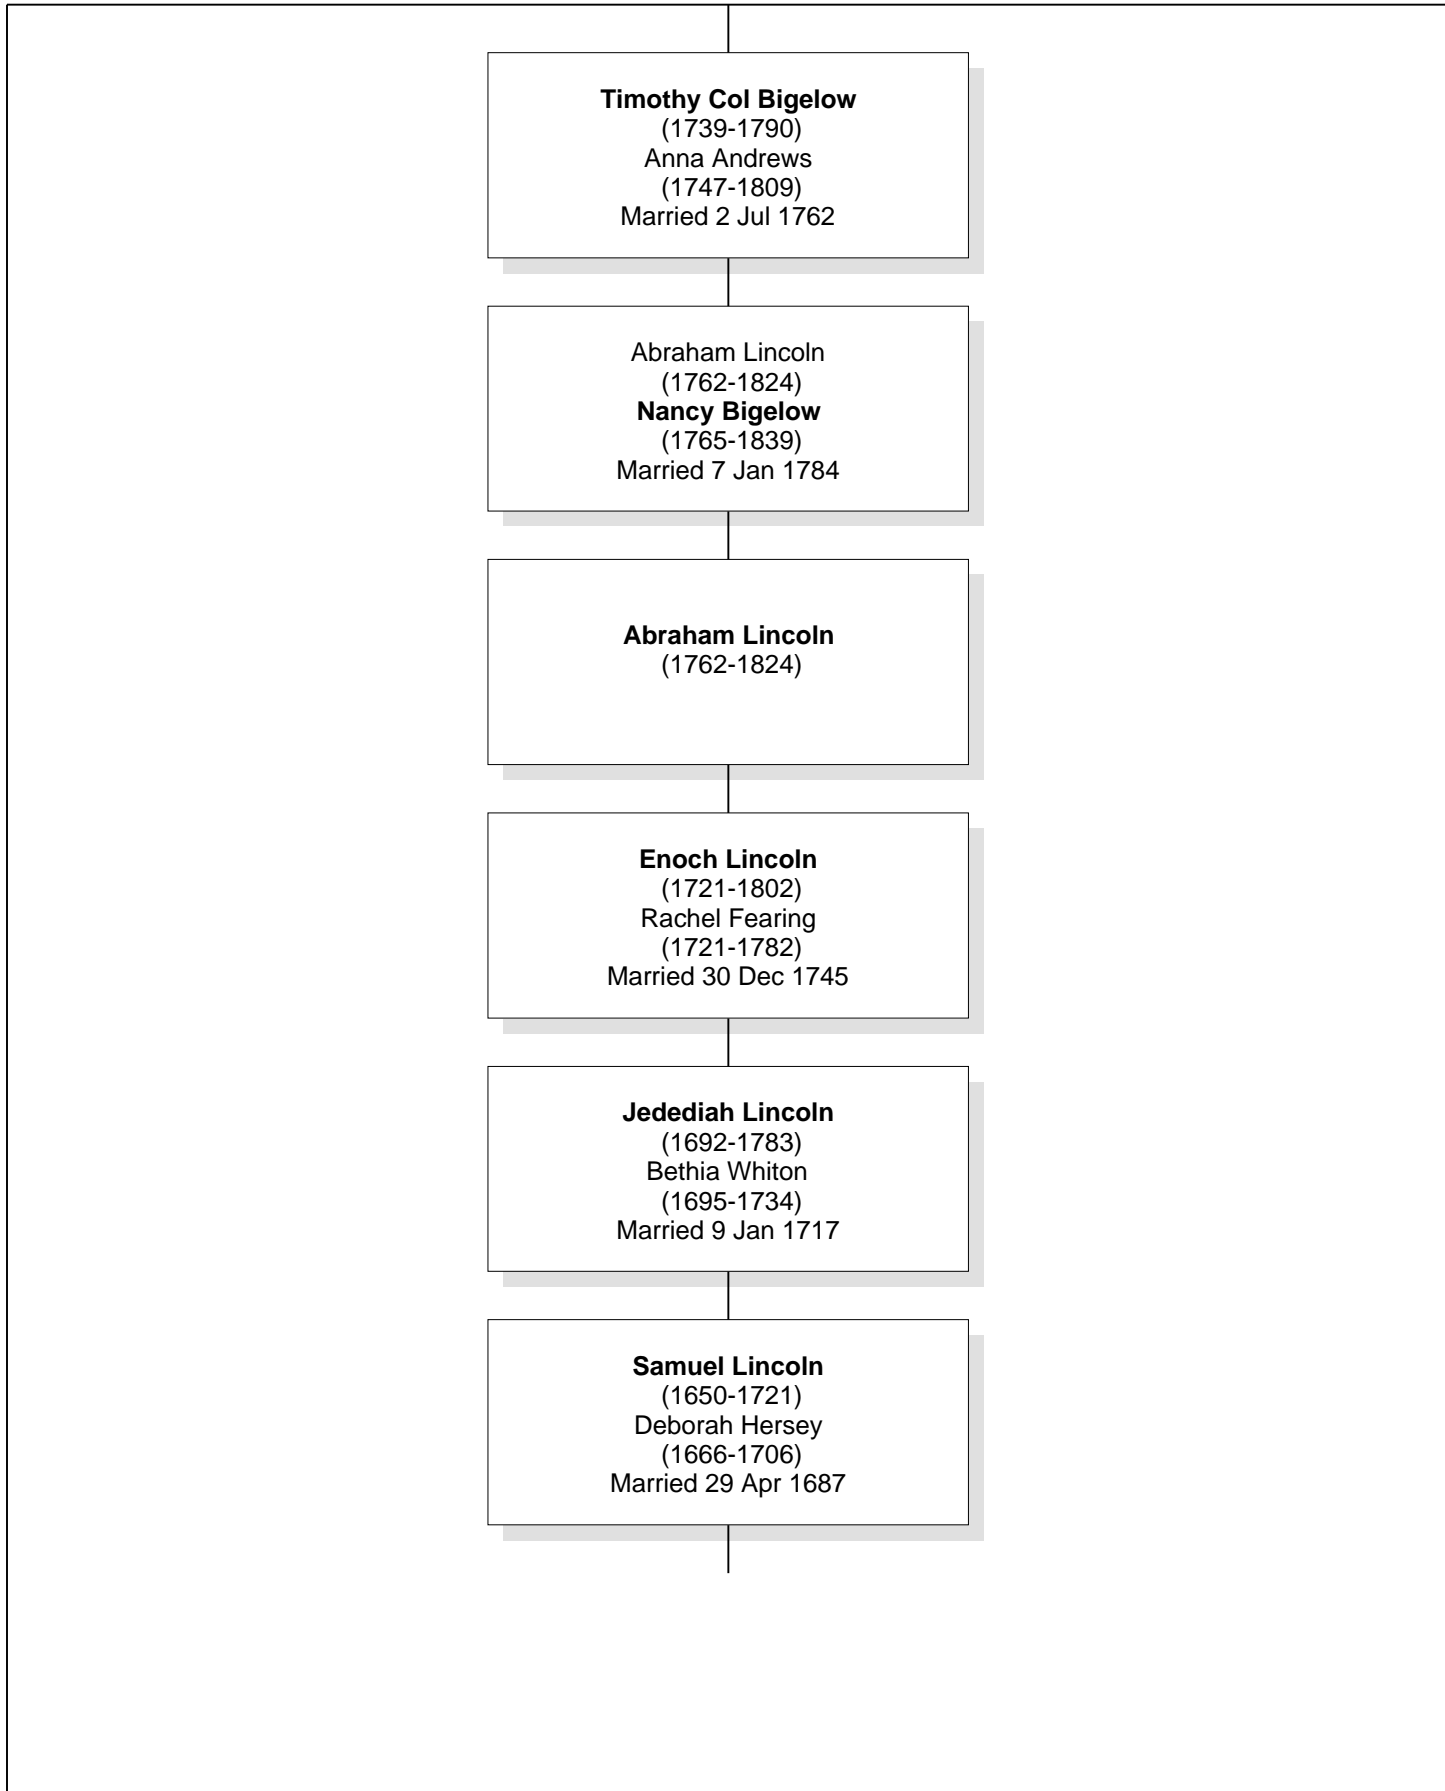 Timothy Col Bigelow
(1739-1790)
Anna Andrews
(1747-1809)
Married 2 Jul 1762
Abraham Lincoln
(1762-1824)
Nancy Bigelow
(1765-1839)
Married 7 Jan 1784
Abraham Lincoln
(1762-1824)
Enoch Lincoln
(1721-1802)
Rachel Fearing
(1721-1782)
Married 30 Dec 1745
Jedediah Lincoln
(1692-1783)
Bethia Whiton
(1695-1734)
Married 9 Jan 1717
Samuel Lincoln
(1650-1721)
Deborah Hersey
(1666-1706)
Married 29 Apr 1687